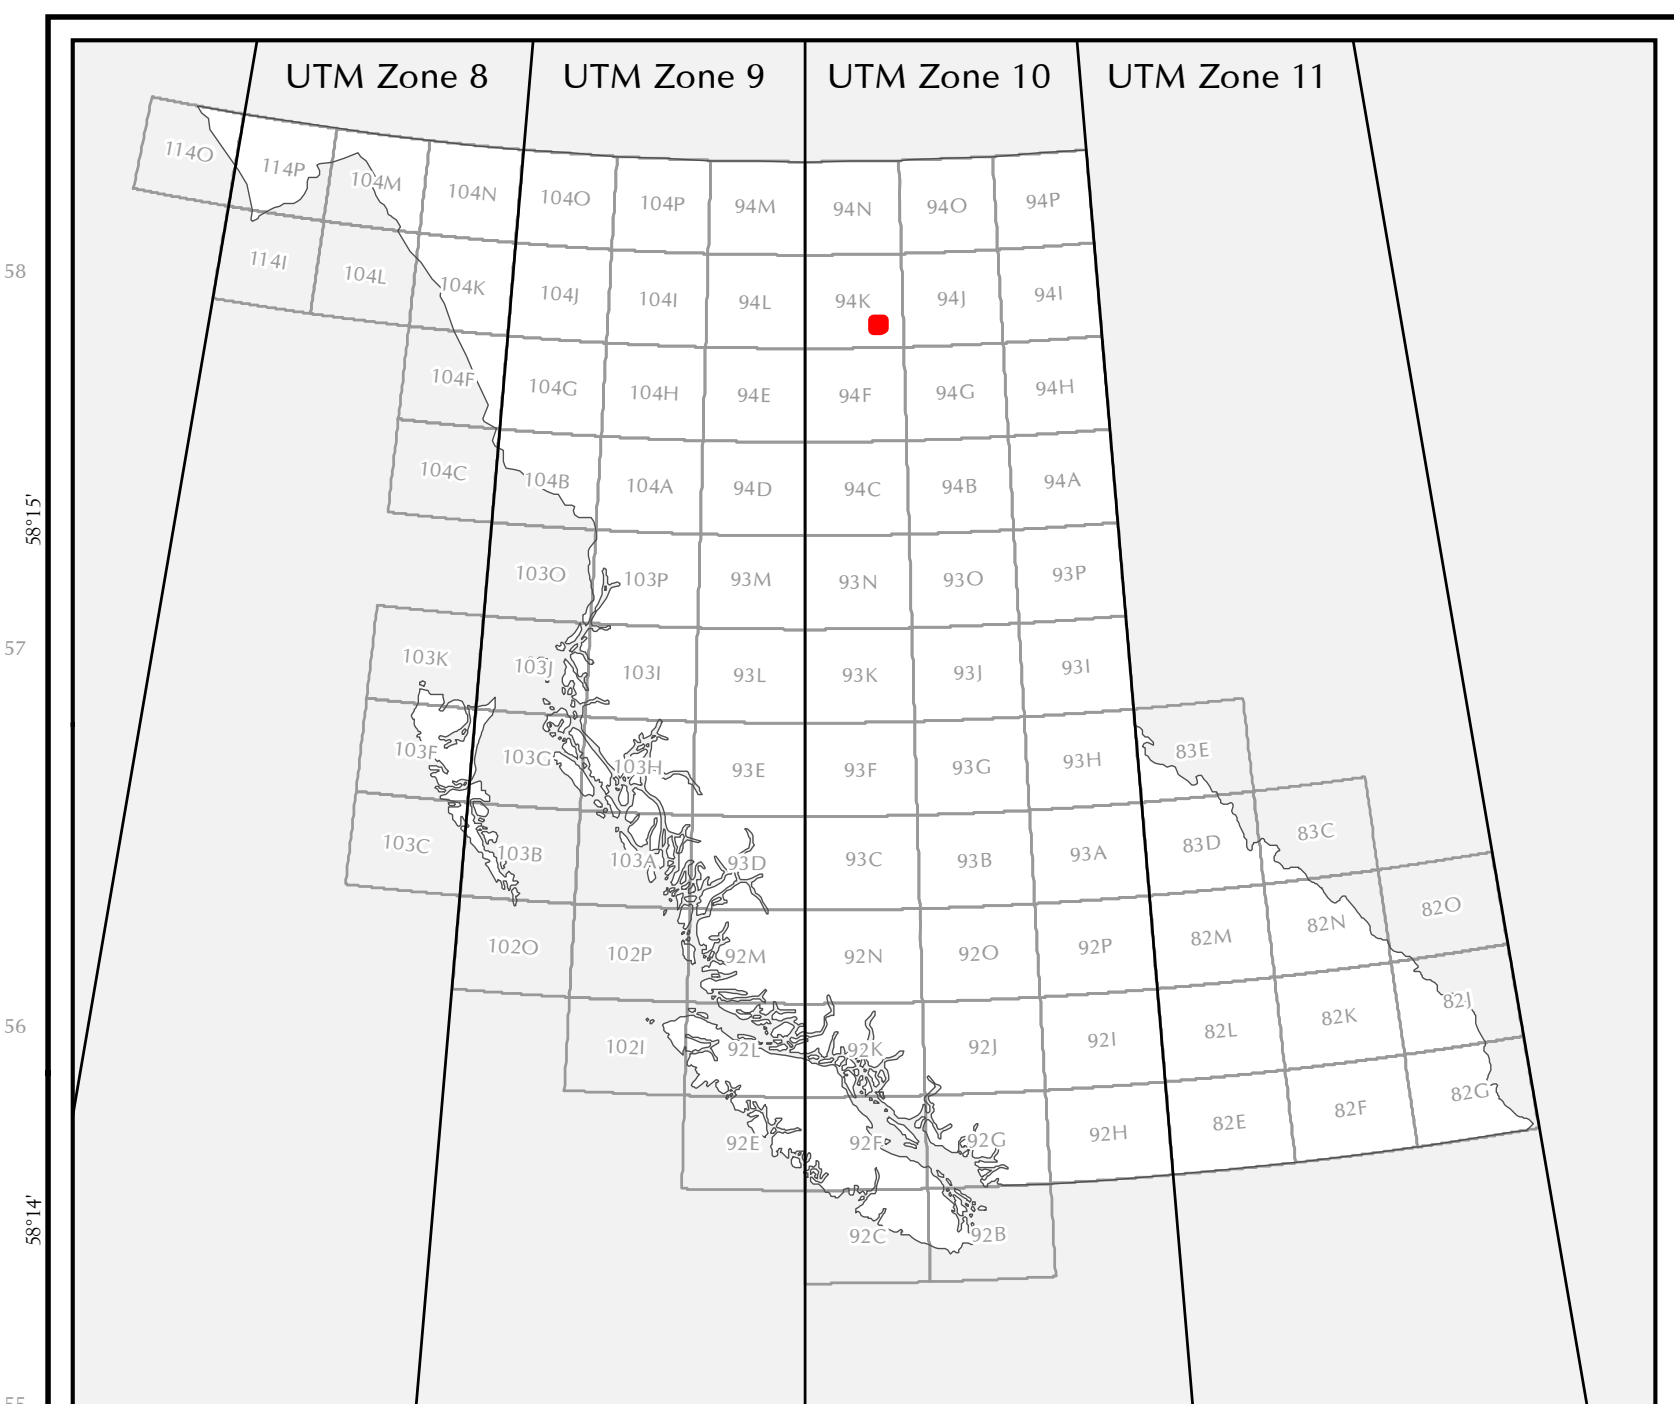 UTM Zone 8 UTM Zone 9 UTM Zone 10 UTM Zone 11
114O 114P 104M 104N 104O 104P 94M 94N 94O 94P
58
114I 104L 104K 104J 104I 94L 94K 94J 94I
104F 104G 104H 94E 94F 94G 94H
104C 104B 104A 94D 94C 94B 94A
58°15'
103O 103P 93M 93N 93O 93P
57
103K 103J 103I 93L 93K 93J 93I
103F 103G 103H 93E 93F 93G 93H 83E
103C 103B 103A 93D 93C 93B 93A 83D 83C
102O 102P 92M 92N 92O 92P 82M 82N 82O
56
102I 92L 92K 92J 92I 82L 82K 82J
92E 92F 92G 92H 82E 82F 82G
58°14'
92C 92B
55